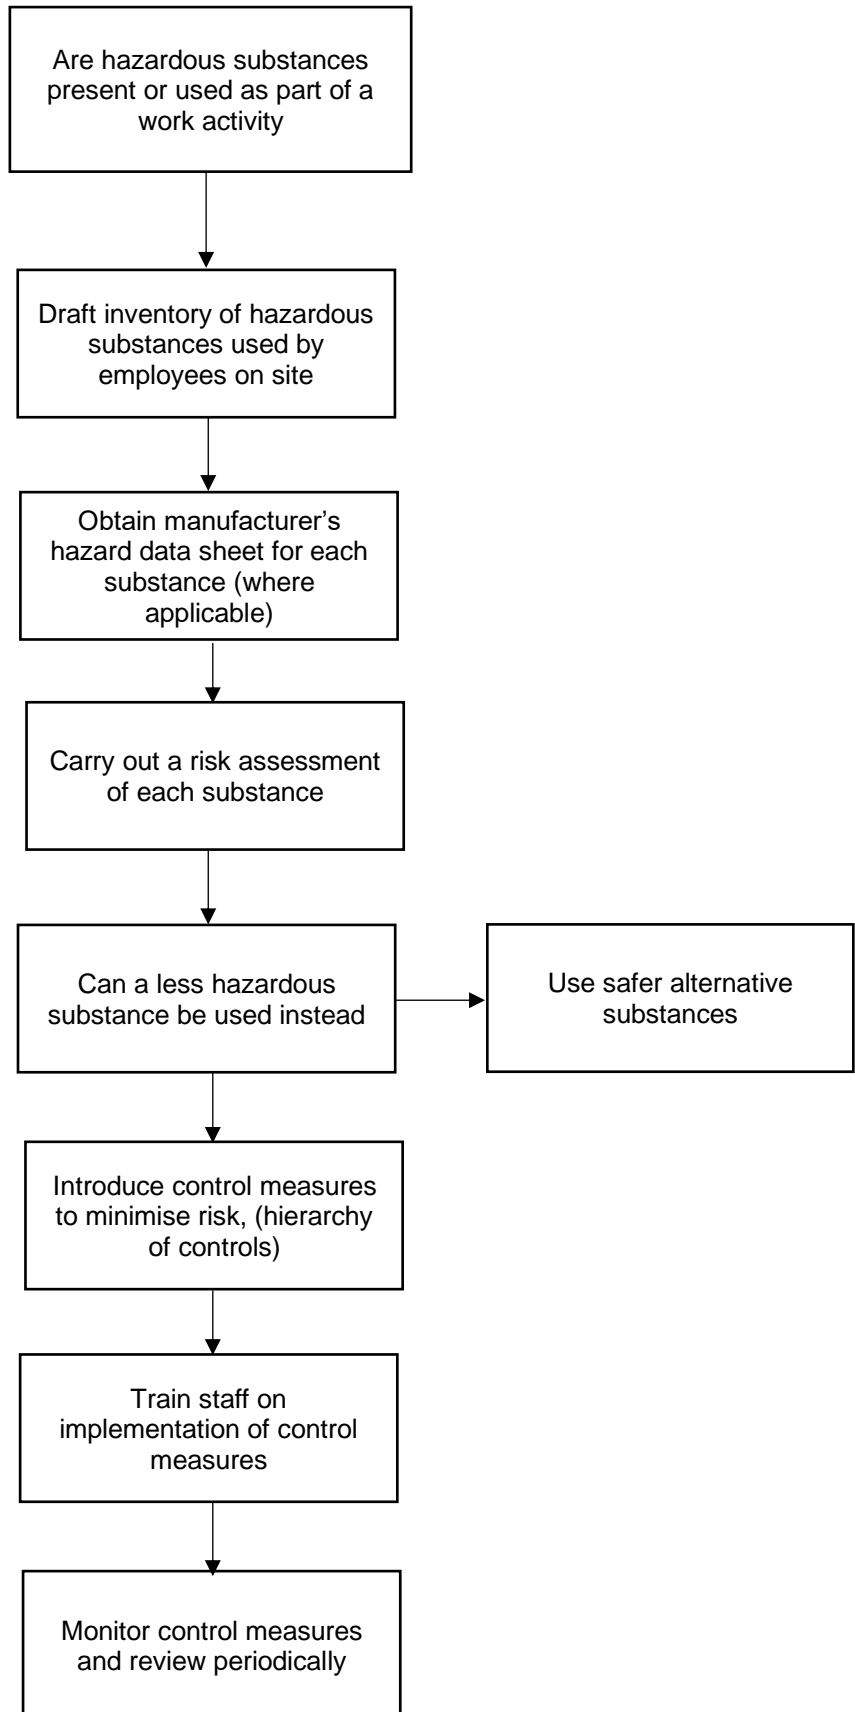 Are hazardous substances
present or used as part of a
work activity
Draft inventory of hazardous
substances used by
employees on site
Obtain manufacturer’s
hazard data sheet for each
substance (where
applicable)
Carry out a risk assessment
of each substance
Can a less hazardous
substance be used instead
Use safer alternative
substances
Introduce control measures
to minimise risk, (hierarchy
of controls)
Train staff on
implementation of control
measures
Monitor control measures
and review periodically